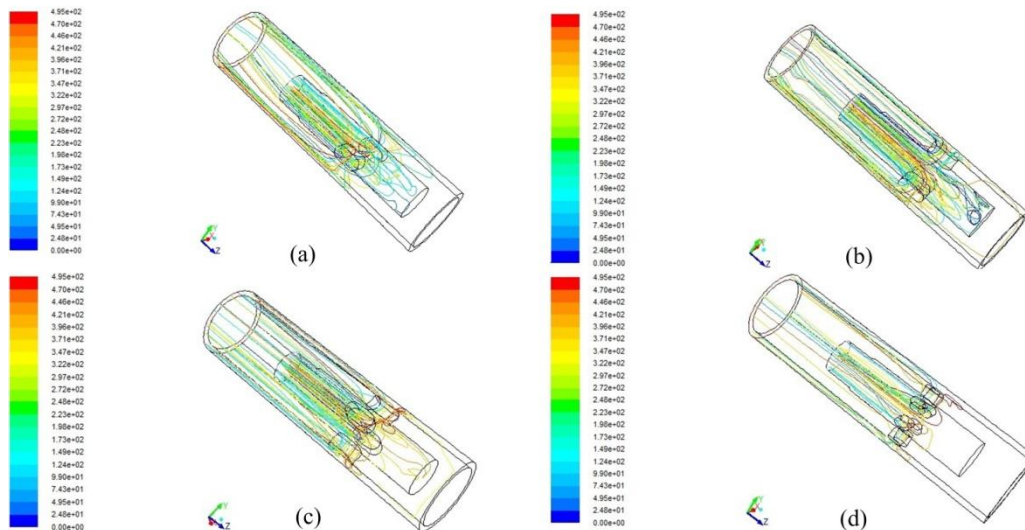 4.95e+02
4.70e+02
4.46e+02
4.21e+02
3.96e+02
3.71e+02
3.47e+02
3.22e+02
2.97e+02
2.72e+02
2.48e+02
2.23e+02
1.98e+02
1.73e+02
1.49e+02
1.24e+02
9.90e+01
7.43e+01
4.95e+01
2.48e+01
0.00e+00
Y
X
Z
(a)
4.95e+02
4.70e+02
4.46e+02
4.21e+02
3.96e+02
3.71e+02
3.47e+02
3.22e+02
2.97e+02
2.72e+02
2.48e+02
2.23e+02
1.98e+02
1.73e+02
1.49e+02
1.24e+02
9.90e+01
7.43e+01
4.95e+01
2.48e+01
0.00e+00
Y
Z
(b)
4.95e+02
4.70e+02
4.46e+02
4.21e+02
3.96e+02
3.71e+02
3.47e+02
3.22e+02
2.97e+02
2.72e+02
2.48e+02
2.23e+02
1.98e+02
1.73e+02
1.49e+02
1.24e+02
9.90e+01
7.43e+01
4.95e+01
2.48e+01
0.00e+00
Y
Z
(c)
4.95e+02
4.70e+02
4.46e+02
4.21e+02
3.96e+02
3.71e+02
3.47e+02
3.22e+02
2.97e+02
2.72e+02
2.48e+02
2.23e+02
1.98e+02
1.73e+02
1.49e+02
1.24e+02
9.90e+01
7.43e+01
4.95e+01
2.48e+01
0.00e+00
Y
Z
(d)